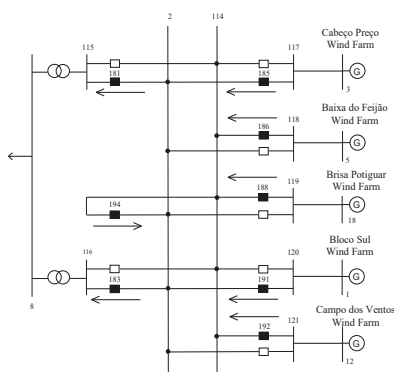 2
114
Cabeço Preço
Wind Farm
115
117
181
185
G
3
Baixa do Feijão
Wind Farm
118
186
G
5
Brisa Potiguar
Wind Farm
119
188
194
G
18
Bloco Sul
Wind Farm
116
120
183
191
G
1
8
Campo dos Ventos
Wind Farm
121
192
G
12